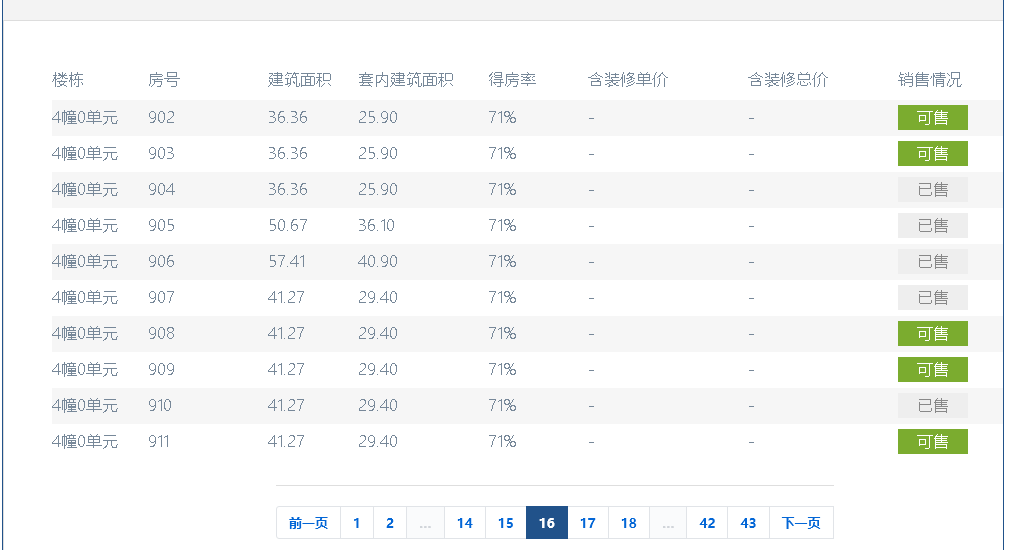 楼栋 房号 建筑面积 套内建筑面积 得房率 含装修单价 含装修总价 销售情况
4幢0单元 902 36.36 25.90 71% - - 可售
4幢0单元 903 36.36 25.90 71% - - 可售
4幢0单元 904 36.36 25.90 71% - - 已售
4幢0单元 905 50.67 36.10 71% - - 已售
4幢0单元 906 57.41 40.90 71% - - 已售
4幢0单元 907 41.27 29.40 71% - - 已售
4幢0单元 908 41.27 29.40 71% - - 可售
4幢0单元 909 41.27 29.40 71% - - 可售
4幢0单元 910 41.27 29.40 71% - - 已售
4幢0单元 911 41.27 29.40 71% - - 可售
前一页 1 2 ... 14 15 16 17 18 ... 42 43 下一页